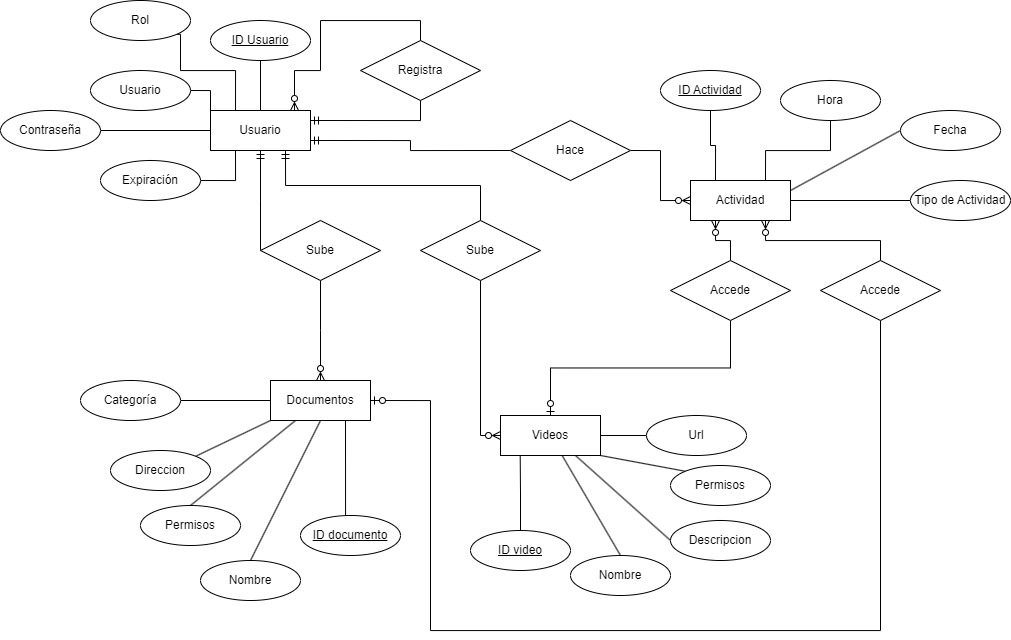 Rol
ID Usuario
Registra
Usuario
ID Actividad
Hora
Contraseña
Usuario
Fecha
Hace
Expiración
Actividad
Tipo de Actividad
Sube
Sube
Accede
Accede
Categoría
Documentos
Videos
Url
Direccion
Permisos
Permisos
ID documento
Descripcion
ID video
Nombre
Nombre